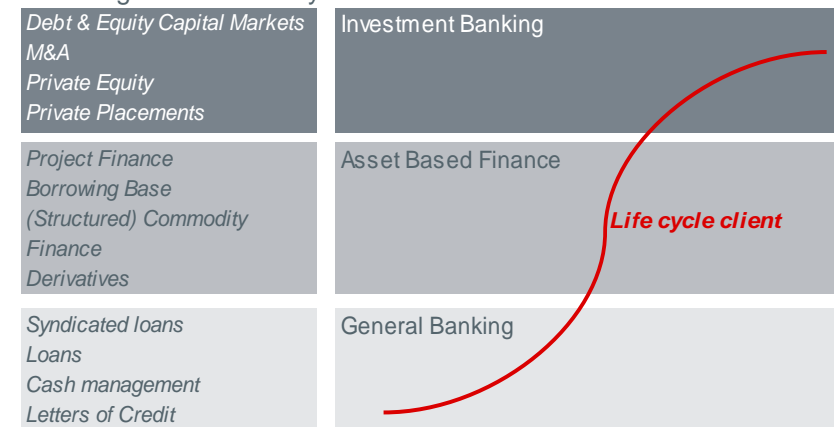 Debt & Equity Capital Markets
M&A
Private Equity
Private Placements
Investment Banking
Project Finance
Borrowing Base
(Structured) Commodity
Finance
Derivatives
Asset Based Finance
Life cycle client
Syndicated loans
Loans
Cash management
Letters of Credit
General Banking